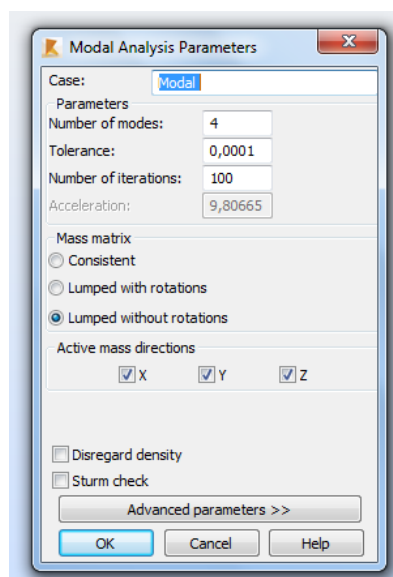 Modal Analysis Parameters
X
Case: Modal
Parameters
Number of modes: 4
Tolerance: 0,0001
Number of iterations: 100
Acceleration: 9,80665
Mass matrix
Consistent
Lumped with rotations
Lumped without rotations
Active mass directions
X Y Z
Disregard density
Sturm check
Advanced parameters >>
OK Cancel Help